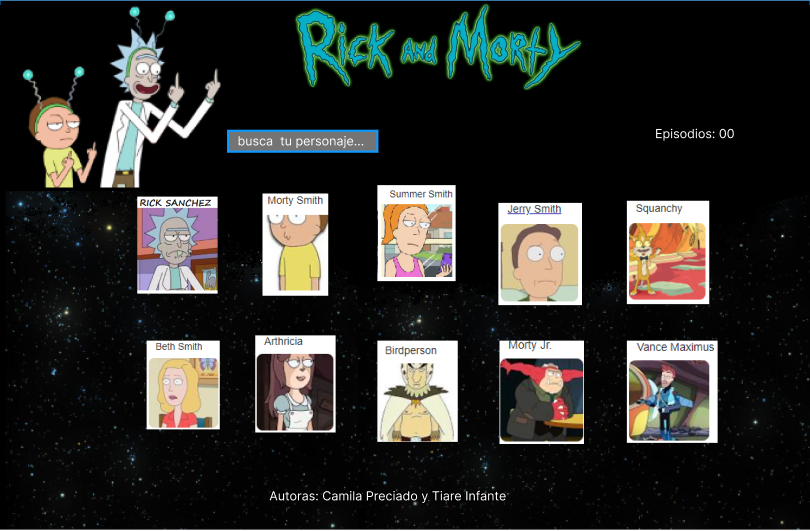 Rick and Morty
busca tu personaje...
Episodios: 00
RICK SANCHEZ
Morty Smith
Summer Smith
Jerry Smith
Squanchy
Beth Smith
Arthricia
Birdperson
Morty Jr.
Vance Maximus
Autoras: Camila Preciado y Tiare Infante